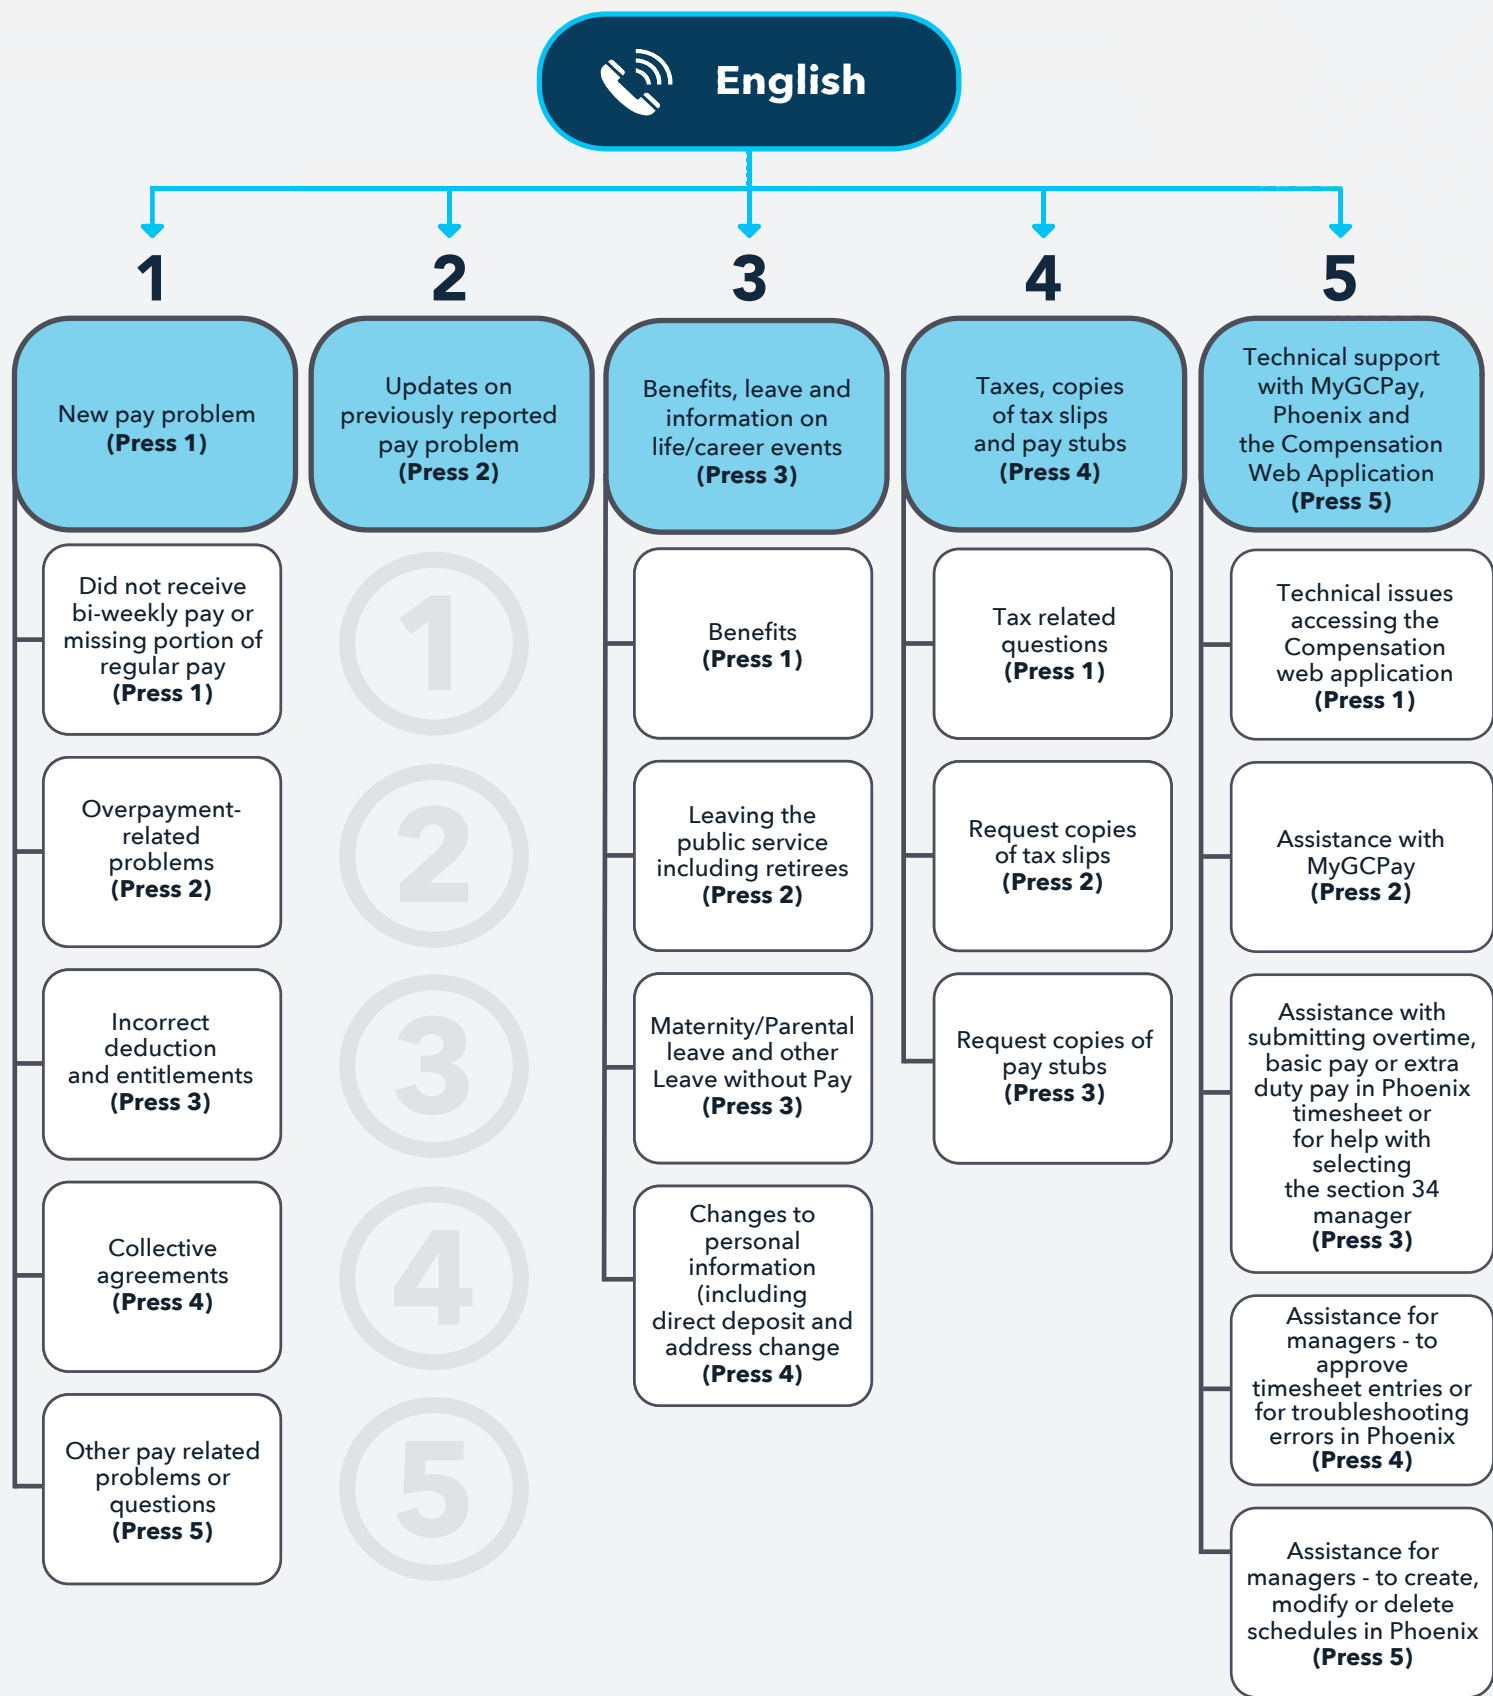 English
1
New pay problem
(Press 1)
Did not receive
bi-weekly pay or
missing portion of
regular pay
(Press 1)
Overpayment-
related
problems
(Press 2)
Incorrect
deduction
and entitlements
(Press 3)
Collective
agreements
(Press 4)
Other pay related
problems or
questions
(Press 5)
2
Updates on
previously reported
pay problem
(Press 2)
1
2
3
4
5
3
Benefits, leave and
information on
life/career events
(Press 3)
Benefits
(Press 1)
Leaving the
public service
including retirees
(Press 2)
Maternity/Parental
leave and other
Leave without Pay
(Press 3)
Changes to
personal
information
(including
direct deposit and
address change
(Press 4)
4
Taxes, copies
of tax slips
and pay stubs
(Press 4)
Tax related
questions
(Press 1)
Request copies
of tax slips
(Press 2)
Request copies of
pay stubs
(Press 3)
5
Technical support
with MyGCPay,
Phoenix and
the Compensation
Web Application
(Press 5)
Technical issues
accessing the
Compensation
web application
(Press 1)
Assistance with
MyGCPay
(Press 2)
Assistance with
submitting overtime,
basic pay or extra
duty pay in Phoenix
timesheet or
for help with
selecting
the section 34
manager
(Press 3)
Assistance for
managers - to
approve
timesheet entries or
for troubleshooting
errors in Phoenix
(Press 4)
Assistance for
managers - to create,
modify or delete
schedules in Phoenix
(Press 5)